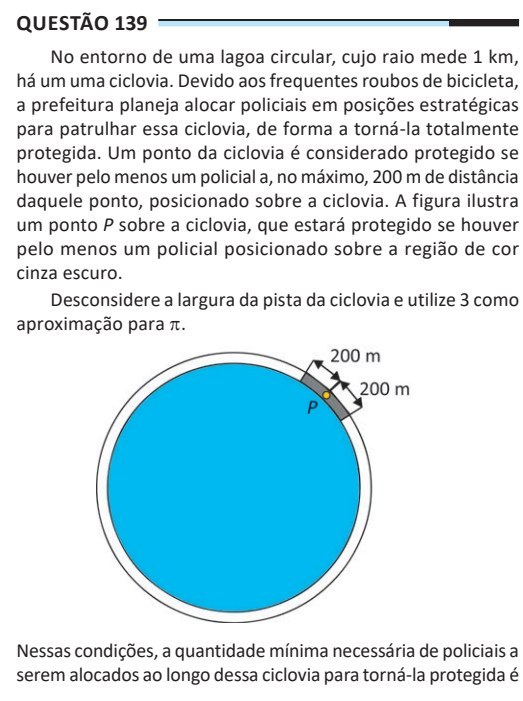 QUESTÃO 139
No entorno de uma lagoa circular, cujo raio mede 1 km,
há um uma ciclovia. Devido aos frequentes roubos de bicicleta,
a prefeitura planeja alocar policiais em posições estratégicas
para patrulhar essa ciclovia, de forma a torná-la totalmente
protegida. Um ponto da ciclovia é considerado protegido se
houver pelo menos um policial a, no máximo, 200 m de distância
daquele ponto, posicionado sobre a ciclovia. A figura ilustra
um ponto P sobre a ciclovia, que estará protegido se houver
pelo menos um policial posicionado sobre a região de cor
cinza escuro.
Desconsidere a largura da pista da ciclovia e utilize 3 como
aproximação para π.
200 m
200 m
P
Nessas condições, a quantidade mínima necessária de policiais a
serem alocados ao longo dessa ciclovia para torná-la protegida é